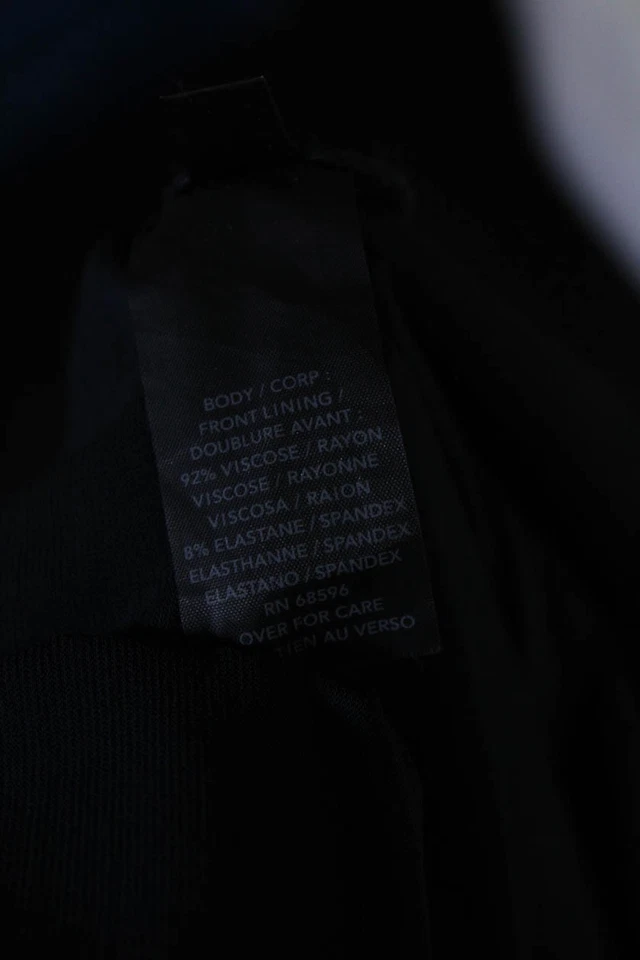 BODY / CORP :
FRONT LINING /
DOUBLURE AVANT :
92% VISCOSE / RAYON
VISCOSE / RAYONNE
VISCOSA / RAION
8% ELASTANE / SPANDEX
ELASTHANNE / SPANDEX
ELASTANO / SPANDEX
RN 68596
OVER FOR CARE
TIEN AU VERSO